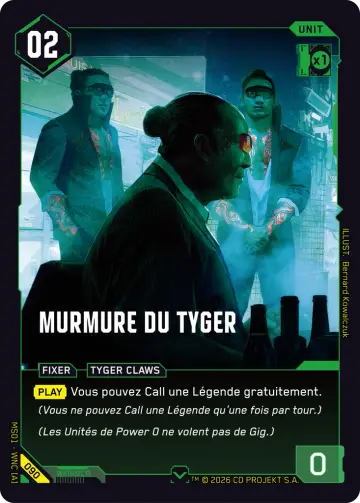 02
UNIT
x1
ILLUST. Bernard Kowalczuk
MURMURE DU TYGER
FIXER
TYGER CLAWS
PLAY Vous pouvez Call une Légende gratuitement.
(Vous ne pouvez Call une Légende qu'une fois par tour.)
(Les Unités de Power 0 ne volent pas de Gig.)
090
™ © 2026 CD PROJEKT S.A.
0